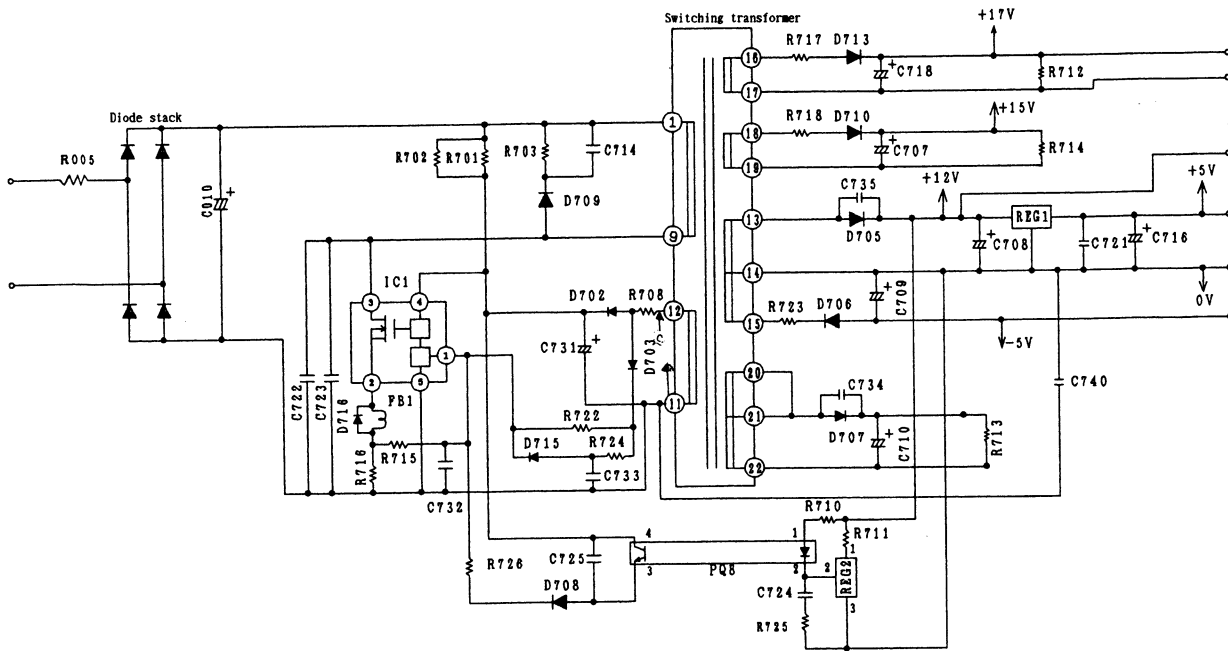 Switching transformer
+17V
R717 D713
16
+
C718
R712
17
Diode stack
+15V
R718 D710
1
18
R005
R702
R701
R703
C714
+
C707
R714
19
+
C010
C735
+12V
+5V
D709
13
REG1
D705
+
C708
C721
+
C716
9
IC1
14
0V
3
4
D702
R708
12
R723
D706
+
C709
C731
+
D703
15
-5V
1
20
C722
C723
2
5
11
C734
C740
D716
FB1
21
R722
D707
+
C710
R713
D715
R724
R716
R715
C733
22
C732
R710
4
1
R711
R726
C725
1
3
PQ8
2
2
REG2
D708
C724
3
R725